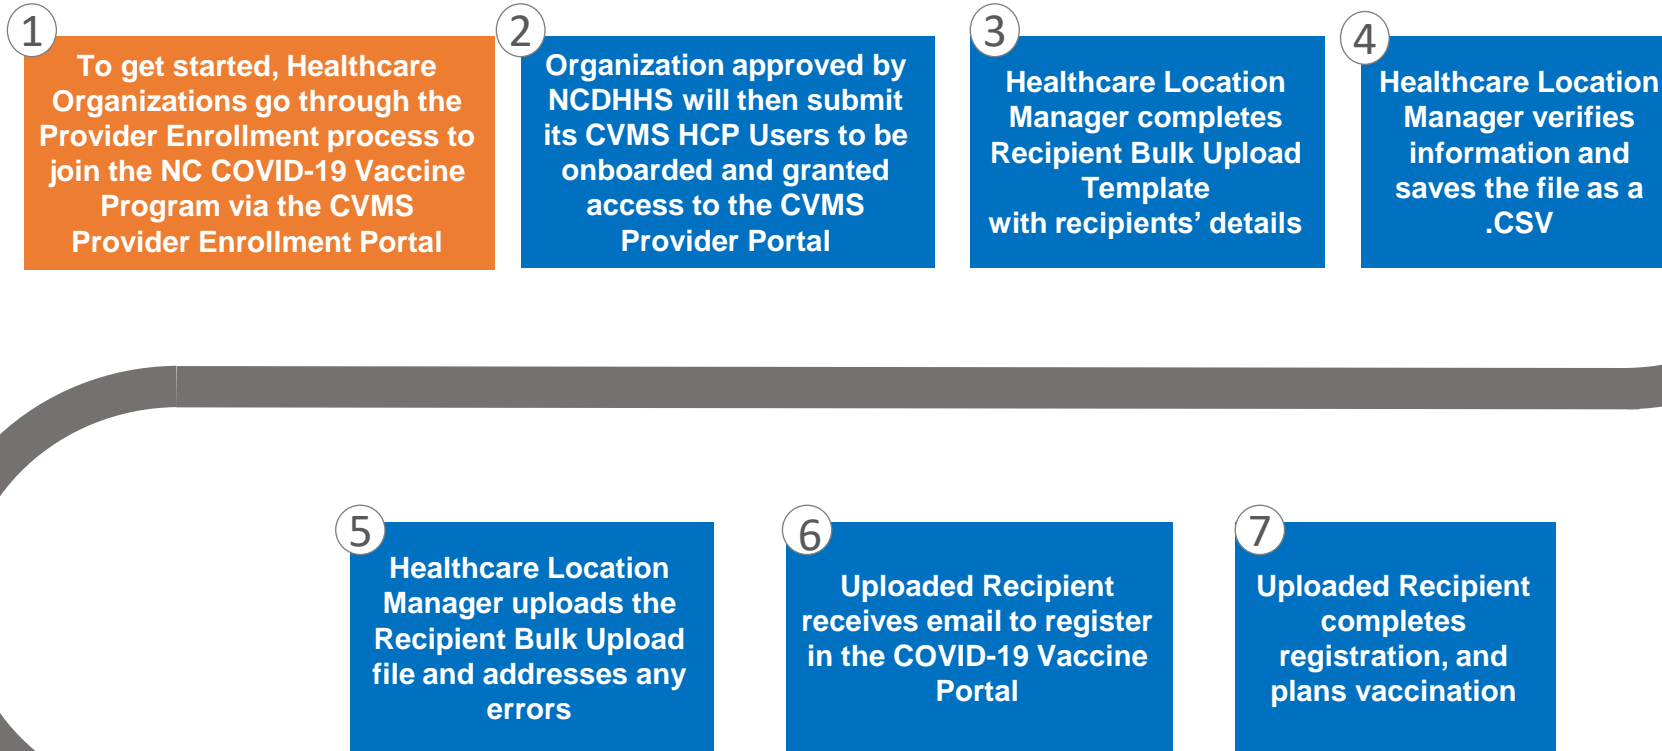 1
To get started, Healthcare
Organizations go through the
Provider Enrollment process to
join the NC COVID-19 Vaccine
Program via the CVMS
Provider Enrollment Portal
2
Organization approved by
NCDHHS will then submit
its CVMS HCP Users to be
onboarded and granted
access to the CVMS
Provider Portal
3
Healthcare Location
Manager completes
Recipient Bulk Upload
Template
with recipients’ details
4
Healthcare Location
Manager verifies
information and
saves the file as a
.CSV
5
Healthcare Location
Manager uploads the
Recipient Bulk Upload
file and addresses any
errors
6
Uploaded Recipient
receives email to register
in the COVID-19 Vaccine
Portal
7
Uploaded Recipient
completes
registration, and
plans vaccination